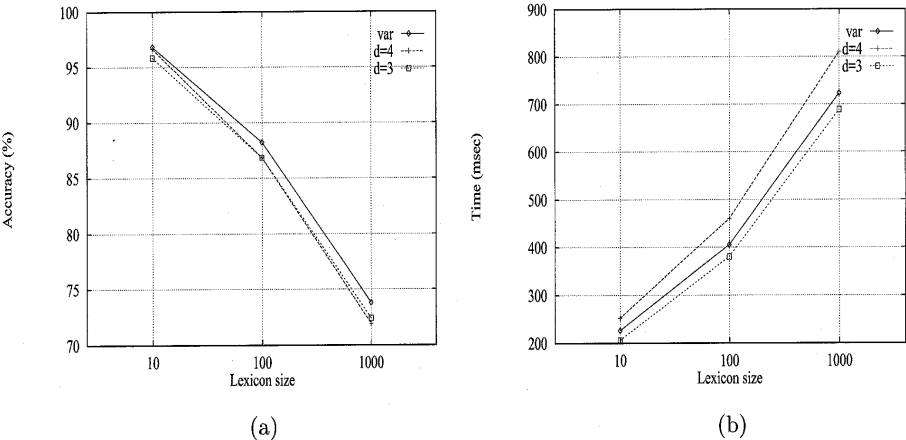 100
95
90
85
80
75
70
Accuracy (%)
var
d=4
d=3
10 100 1000
Lexicon size
(a)
900
800
700
600
500
400
300
200
Time (msec)
var
d=4
d=3
10 100 1000
Lexicon size
(b)